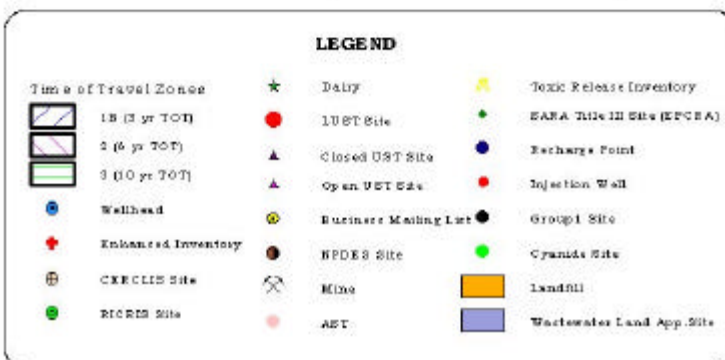 LEGEND
Time of Travel Zones
1B (3 yr TOT)
2 (6 yr TOT)
3 (10 yr TOT)
Wellhead
Enhanced Inventory
CERCLIS Site
RICRIS Site
Dairy
LUST Site
Closed UST Site
Open UST Site
Business Mailing List
NPDES Site
Mine
AST
Toxic Release Inventory
SARA Title III Site (EPCRA)
Recharge Point
Injection Well
Group1 Site
Cyanide Site
Landfill
Wastewater Land App.Site